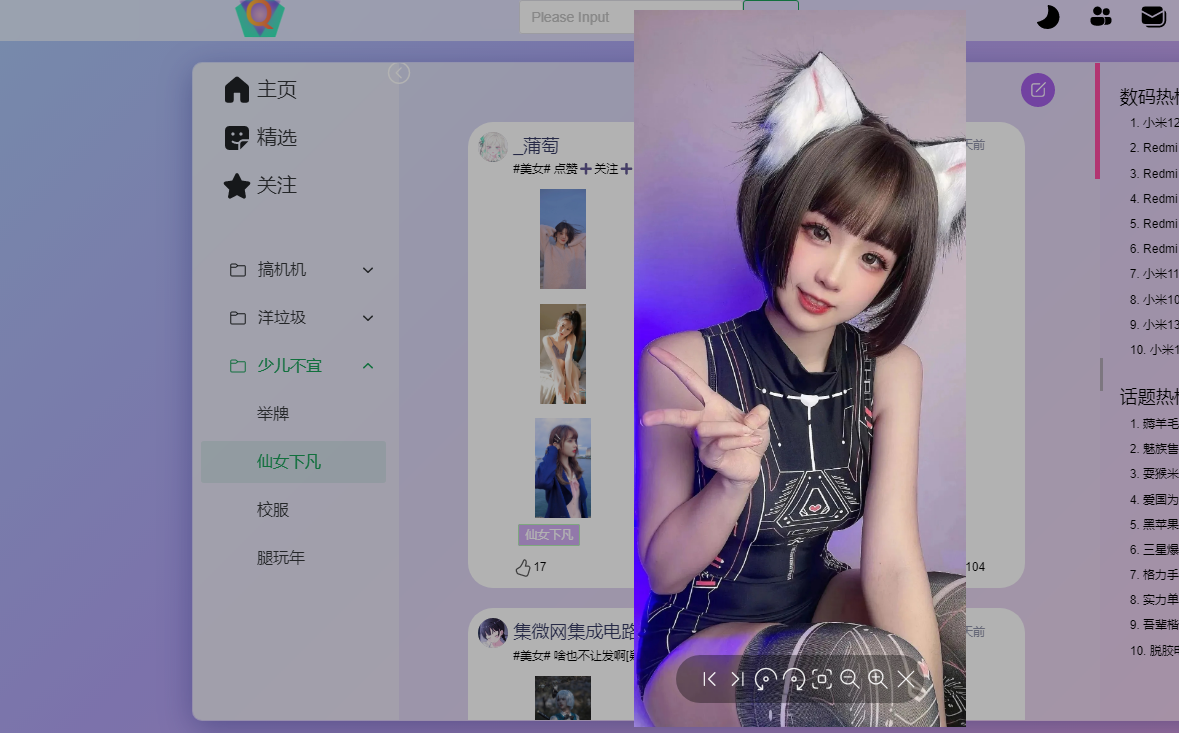 Please Input
主页
精选
关注
搞机机
洋垃圾
少儿不宜
举牌
仙女下凡
校服
腿玩年
_蒲萄
天前
#美女# 点赞➕关注➕
仙女下凡
17
104
集微网集成电路
天前
#美女# 啥也不让发啊
数码热
1. 小米12
2. Redmi
3. Redmi
4. Redmi
5. Redmi
6. Redmi
7. 小米11
8. 小米10
9. 小米13
10. 小米1
话题热
1. 薅羊毛
2. 魅族售
3. 耍猴米
4. 爱国为
5. 黑苹果
6. 三星爆
7. 格力手
8. 实力单
9. 吾辈楷
10. 脱胶电